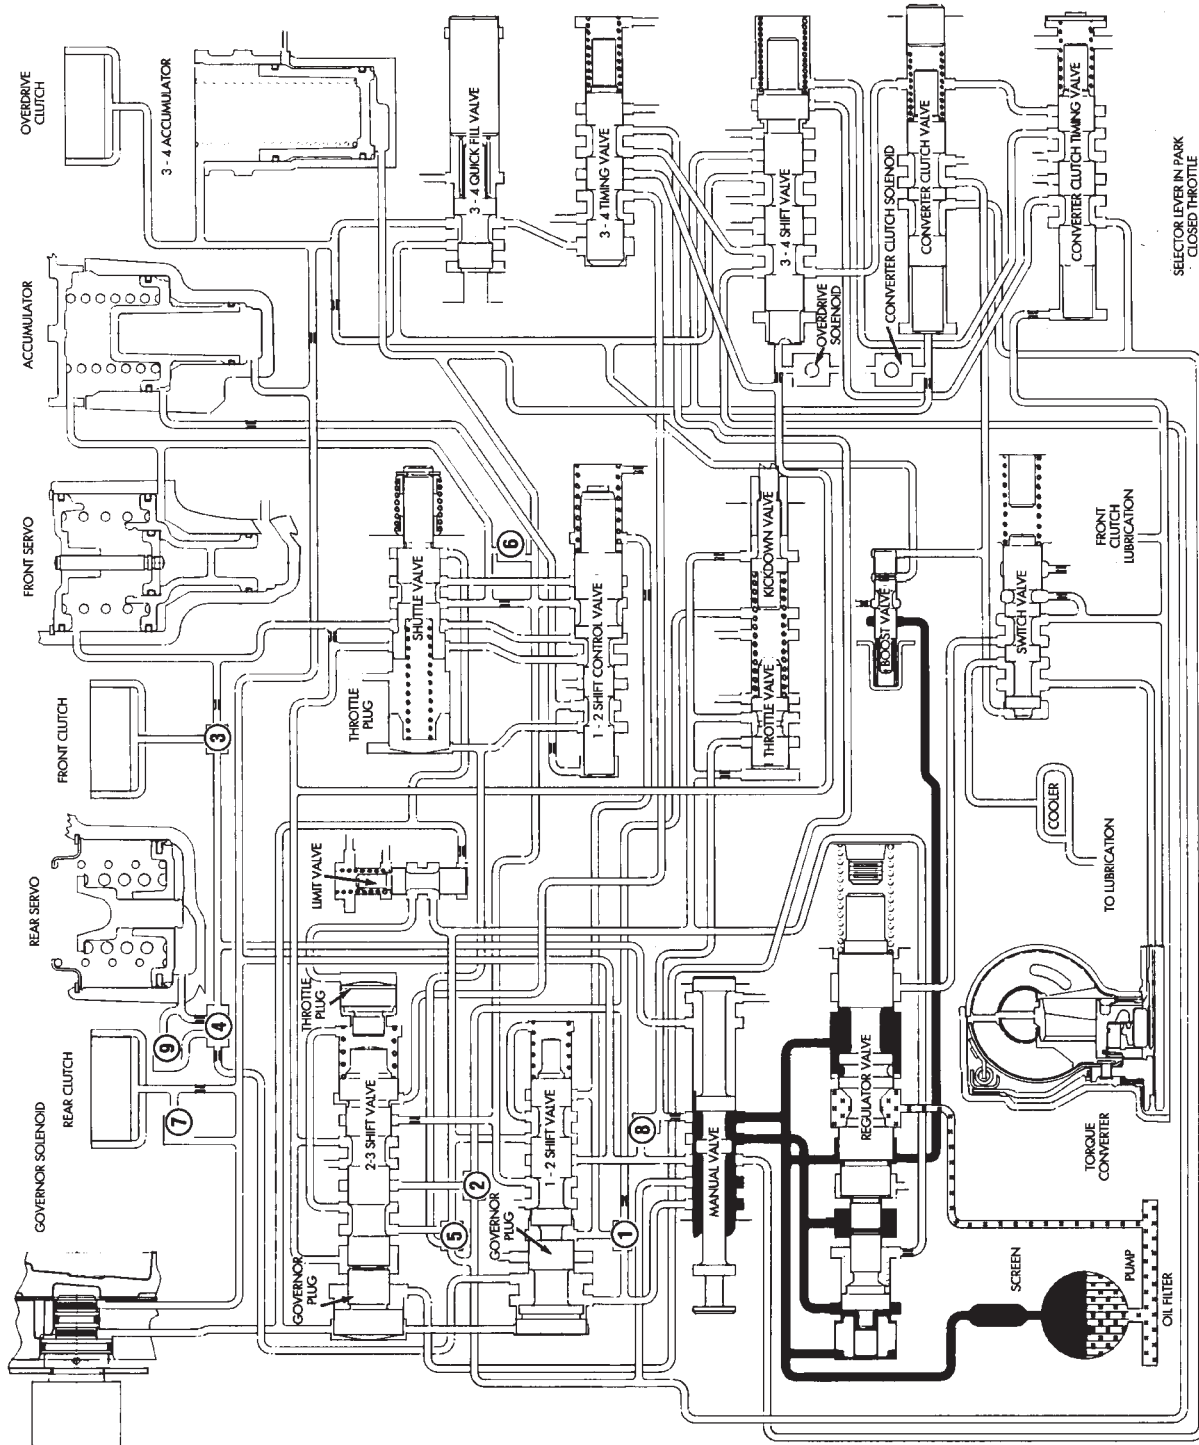 OVERDRIVE
CLUTCH
3 - 4 ACCUMULATOR
3 - 4 QUICK FILL VALVE
3 - 4 TIMING VALVE
3 - 4 SHIFT VALVE
OVERDRIVE
SOLENOID
CONVERTER CLUTCH SOLENOID
CONVERTER CLUTCH VALVE
CONVERTER CLUTCH TIMING VALVE
SELECTOR LEVER IN PARK
CLOSED THROTTLE
ACCUMULATOR
FRONT SERVO
SHUTTLE VALVE
6
1 - 2 SHIFT CONTROL VALVE
KICKDOWN VALVE
THROTTLE VALVE
BOOST VALVE
SWITCH VALVE
FRONT
CLUTCH
LUBRICATION
FRONT CLUTCH
3
THROTTLE
PLUG
COOLER
TO LUBRICATION
REAR SERVO
LIMIT VALVE
9
4
THROTTLE
PLUG
REAR CLUTCH
7
2-3 SHIFT VALVE
1 - 2 SHIFT VALVE
8
MANUAL VALVE
REGULATOR VALVE
TORQUE
CONVERTER
GOVERNOR SOLENOID
2
5
1
GOVERNOR
PLUG
GOVERNOR
PLUG
SCREEN
PUMP
OIL FILTER